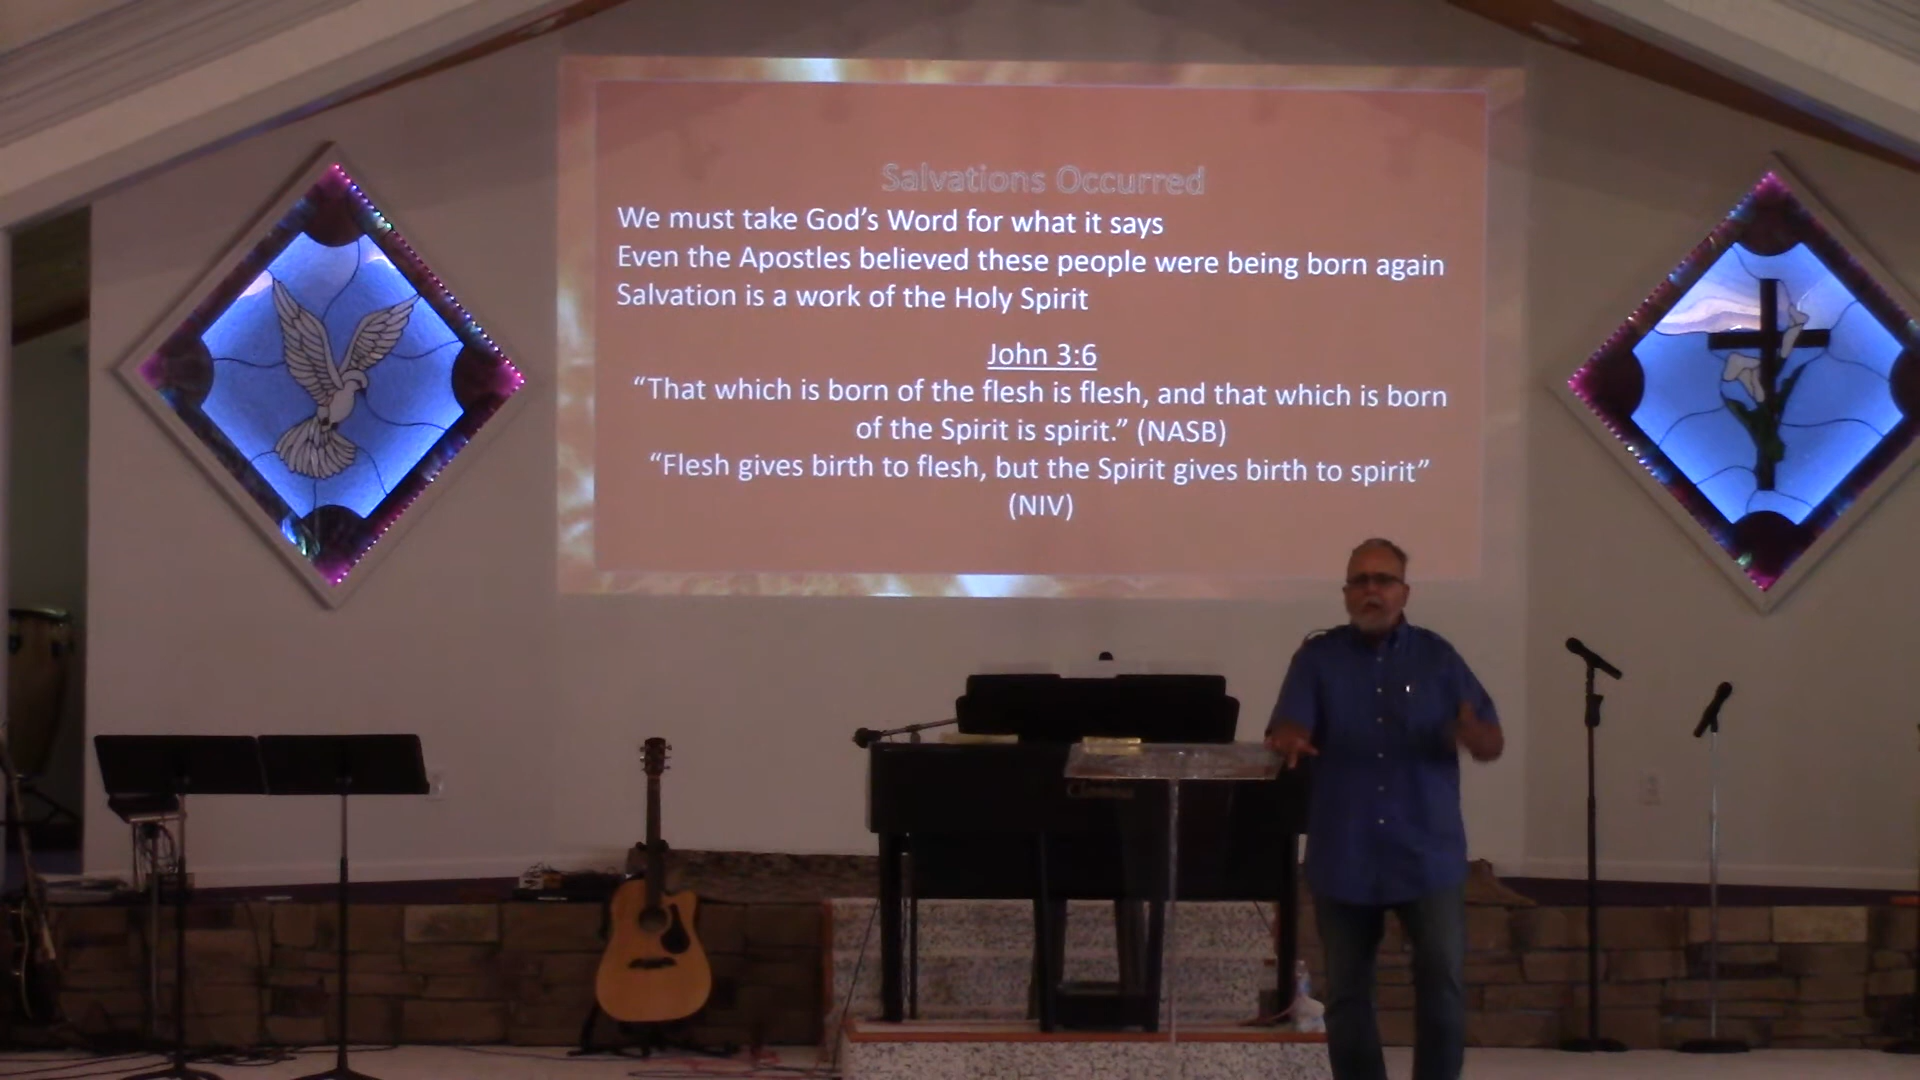 Salvations Occurred
We must take God’s Word for what it says
Even the Apostles believed these people were being born again
Salvation is a work of the Holy Spirit
John 3:6
“That which is born of the flesh is flesh, and that which is born
of the Spirit is spirit.” (NASB)
“Flesh gives birth to flesh, but the Spirit gives birth to spirit”
(NIV)